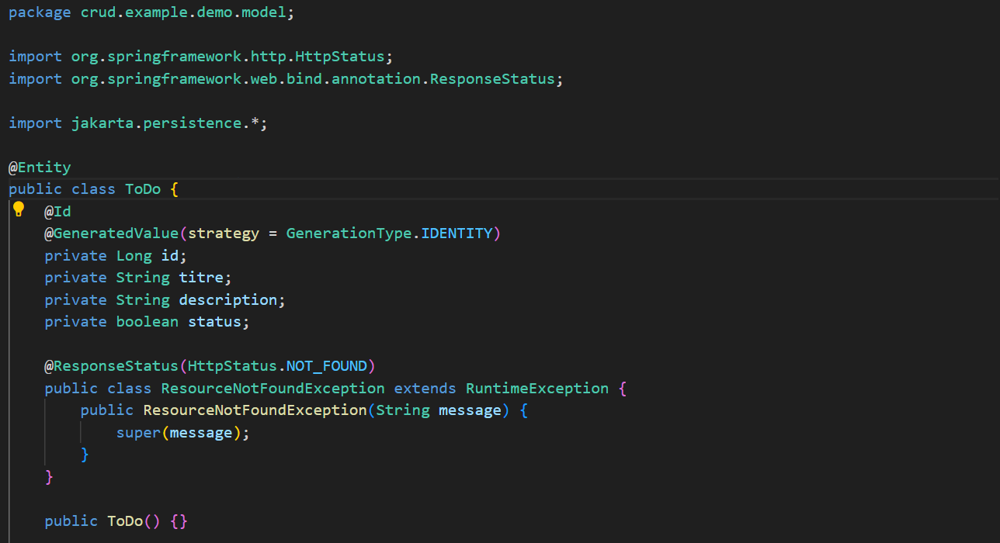 package crud.example.demo.model;
import org.springframework.http.HttpStatus;
import org.springframework.web.bind.annotation.ResponseStatus;
import jakarta.persistence.*;
@Entity
public class ToDo {
@Id
@GeneratedValue(strategy = GenerationType.IDENTITY)
private Long id;
private String titre;
private String description;
private boolean status;
@ResponseStatus(HttpStatus.NOT_FOUND)
public class ResourceNotFoundException extends RuntimeException {
public ResourceNotFoundException(String message) {
super(message);
}
}
public ToDo() {}